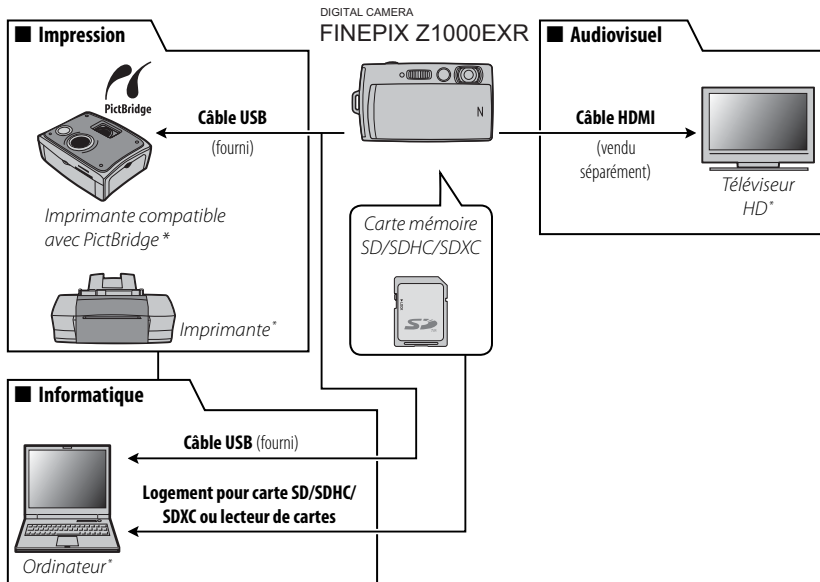 DIGITAL CAMERA
FINEPIX Z1000EXR
■ Impression
PictBridge
Imprimante compatible
avec PictBridge *
Imprimante*
Câble USB
(fourni)
■ Audiovisuel
Câble HDMI
(vendu
séparément)
Téléviseur
HD*
Carte mémoire
SD/SDHC/SDXC
SD
N
■ Informatique
Câble USB (fourni)
Logement pour carte SD/SDHC/
SDXC ou lecteur de cartes
Ordinateur*